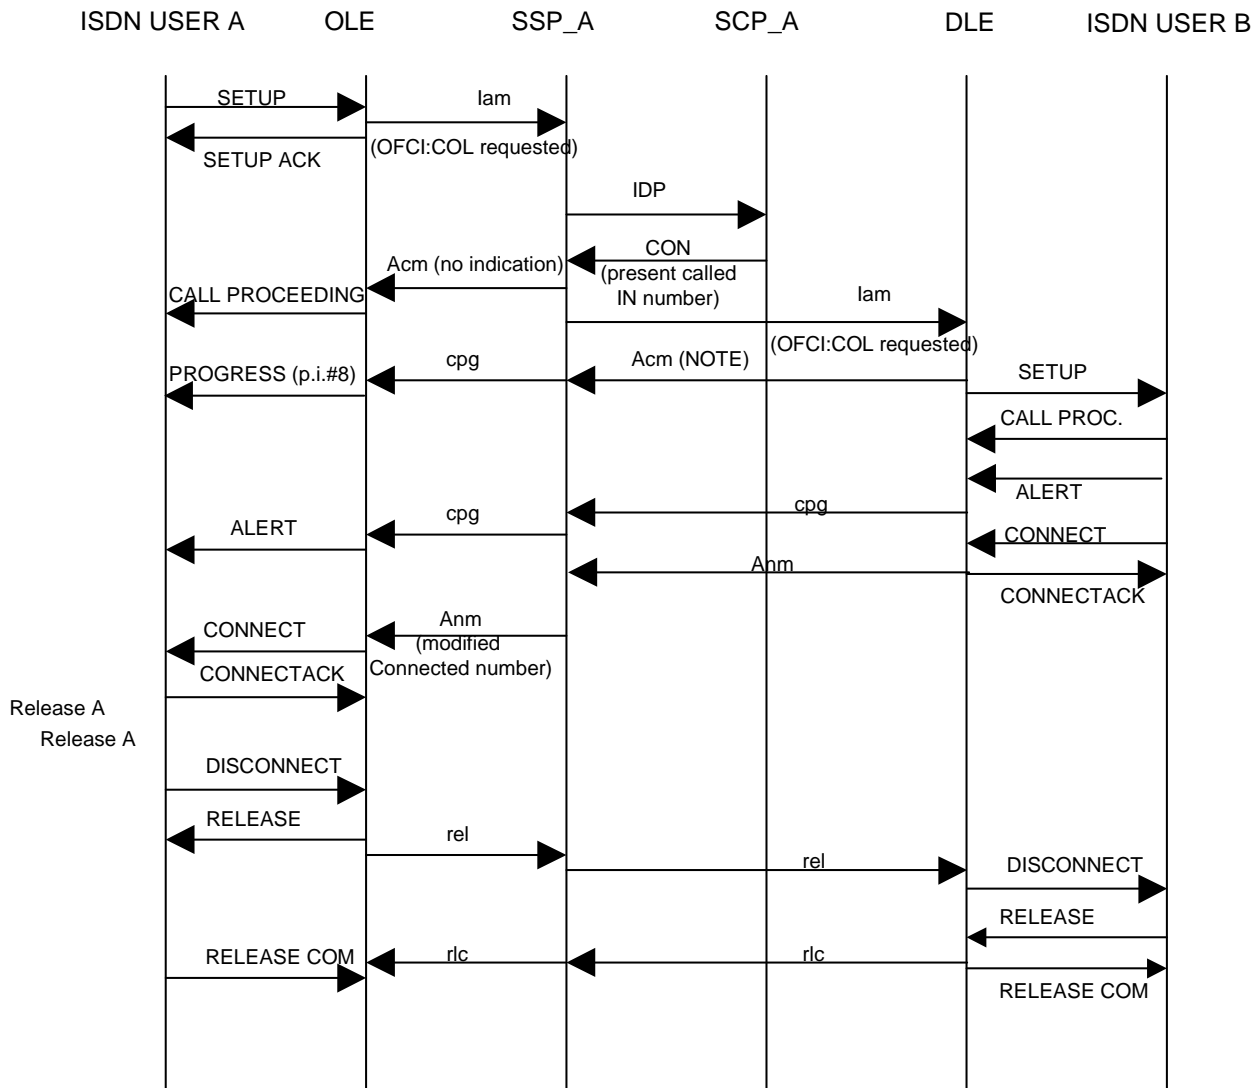 ISDN USER A OLE SSP_A SCP_A DLE ISDN USER B
SETUP Iam
(OFCI:COL requested)
SETUP ACK
IDP
CON
Acm (no indication)
(present called
IN number)
CALL PROCEEDING
Iam
(OFCI:COL requested)
cpg
Acm (NOTE)
PROGRESS (p.i.#8)
SETUP
CALL PROC.
ALERT
cpg
cpg
ALERT
CONNECT
Anm
CONNECTACK
Anm
(modified
Connected number)
CONNECT
CONNECTACK
Release A
Release A
DISCONNECT
RELEASE
rel
rel
DISCONNECT
RELEASE
RELEASE COM
rlc
rlc
RELEASE COM